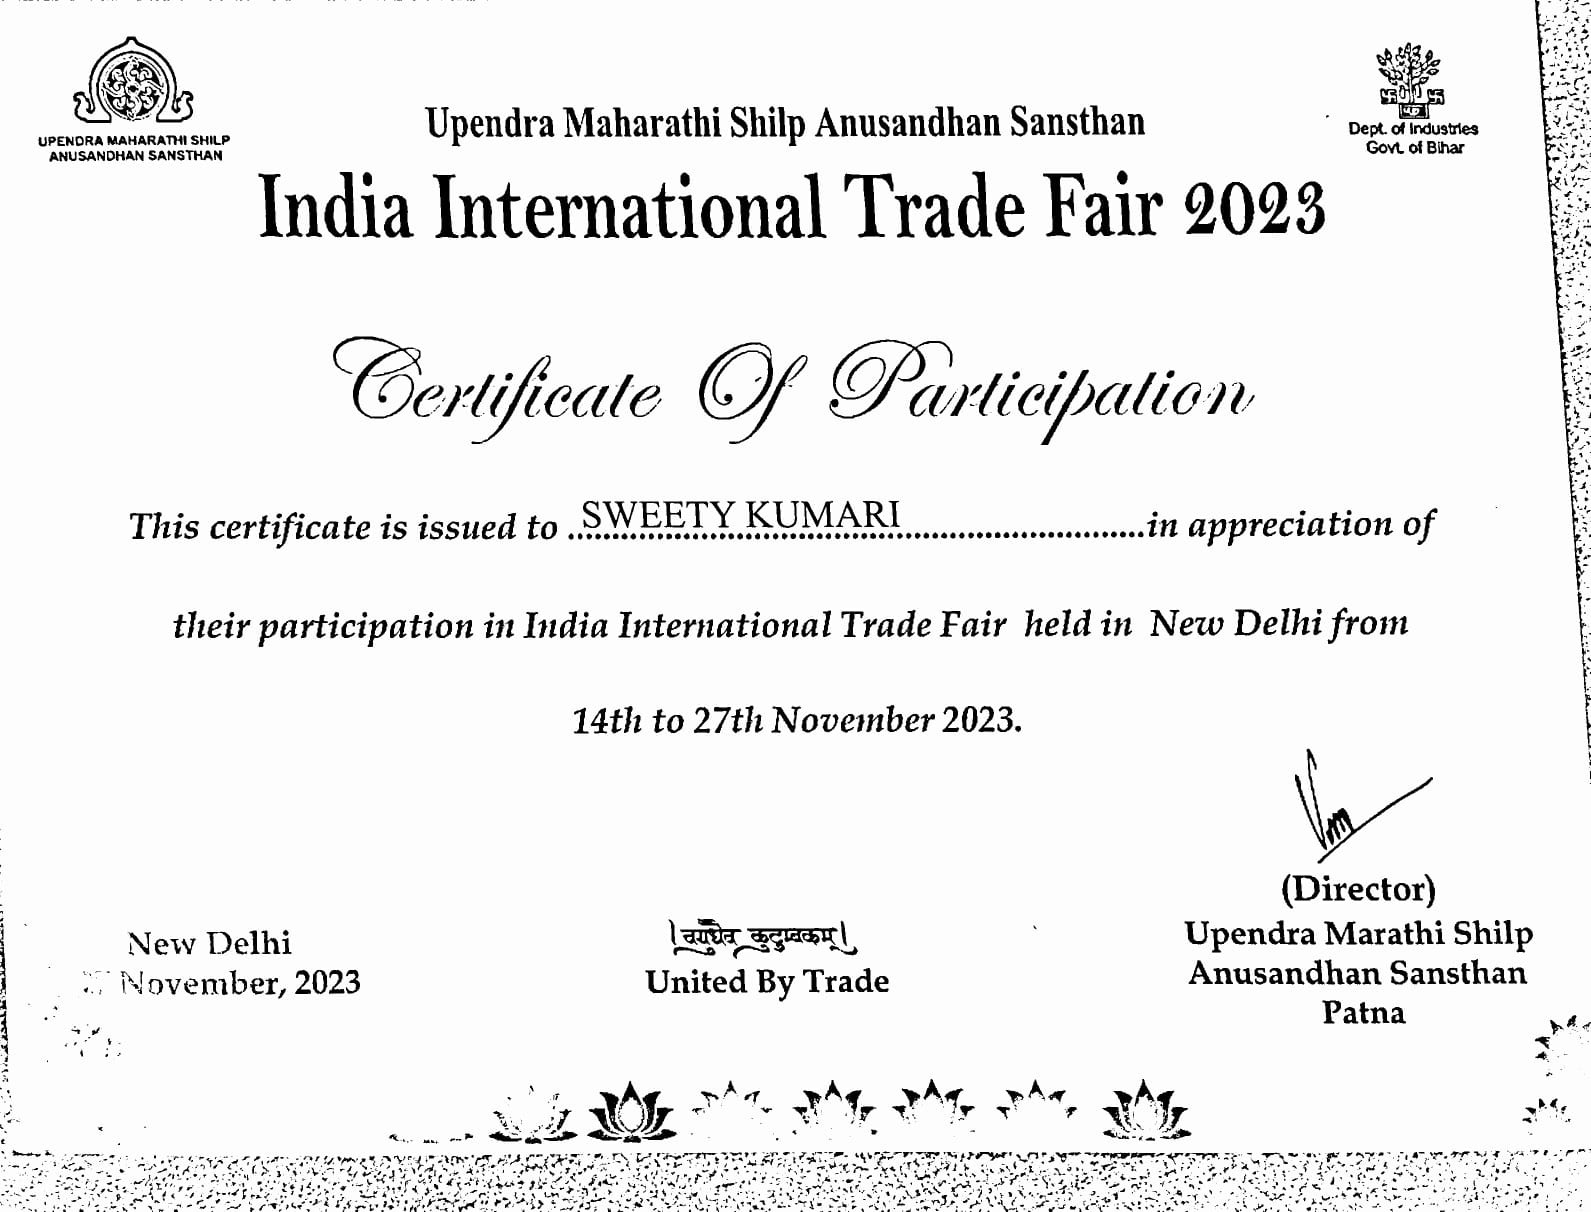 UPENDRA MAHARATHI SHILP
ANUSANDHAN SANSTHAN
Dept. of Industries
Govt. of Bihar
Upendra Maharathi Shilp Anusandhan Sansthan
India International Trade Fair 2023
Certificate Of Participation
This certificate is issued to ..SWEETY KUMARI..........................in appreciation of
their participation in India International Trade Fair held in New Delhi from
14th to 27th November 2023.
(Director)
Upendra Marathi Shilp
Anusandhan Sansthan
Patna
।वसुधैव कुटुम्बकम्।
United By Trade
New Delhi
November, 2023